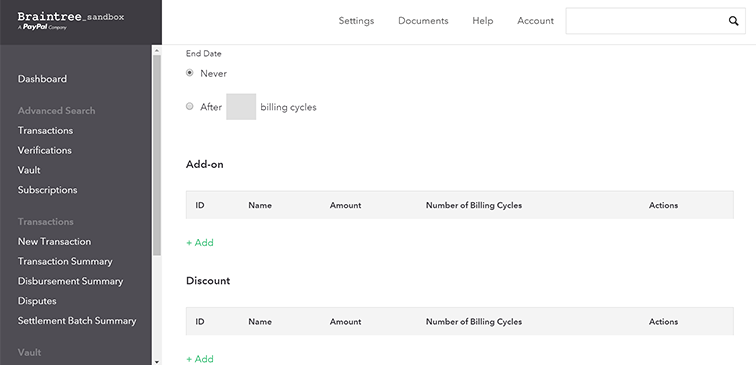 Braintree_sandbox
A PayPal Company
Settings Documents Help Account
Dashboard
Advanced Search
Transactions
Verifications
Vault
Subscriptions
Transactions
New Transaction
Transaction Summary
Disbursement Summary
Disputes
Settlement Batch Summary
Vault
End Date
Never
After billing cycles
Add-on
ID Name Amount Number of Billing Cycles Actions
+ Add
Discount
ID Name Amount Number of Billing Cycles Actions
+ Add